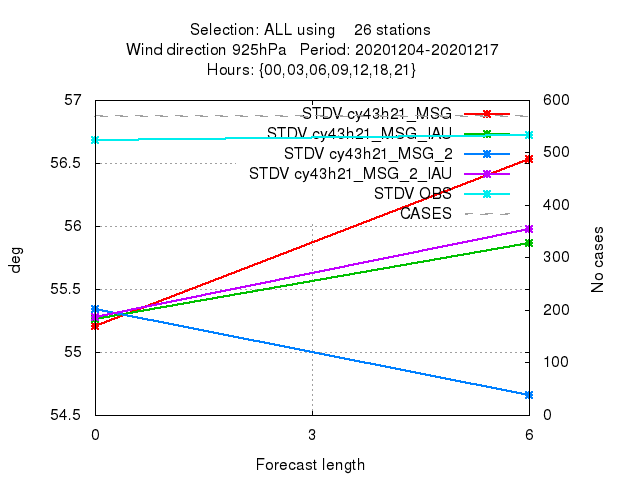 Selection: ALL using    26 stations
Wind direction 925hPa   Period: 20201204-20201217
Hours: {00,03,06,09,12,18,21}
57
600
STDV cy43h21_MSG
STDV cy43h21_MSG_IAU
STDV cy43h21_MSG_2
STDV cy43h21_MSG_2_IAU
STDV OBS
CASES
56.5
56
55.5
55
54.5
500
400
300
200
100
0
deg
No cases
0
3
6
Forecast length